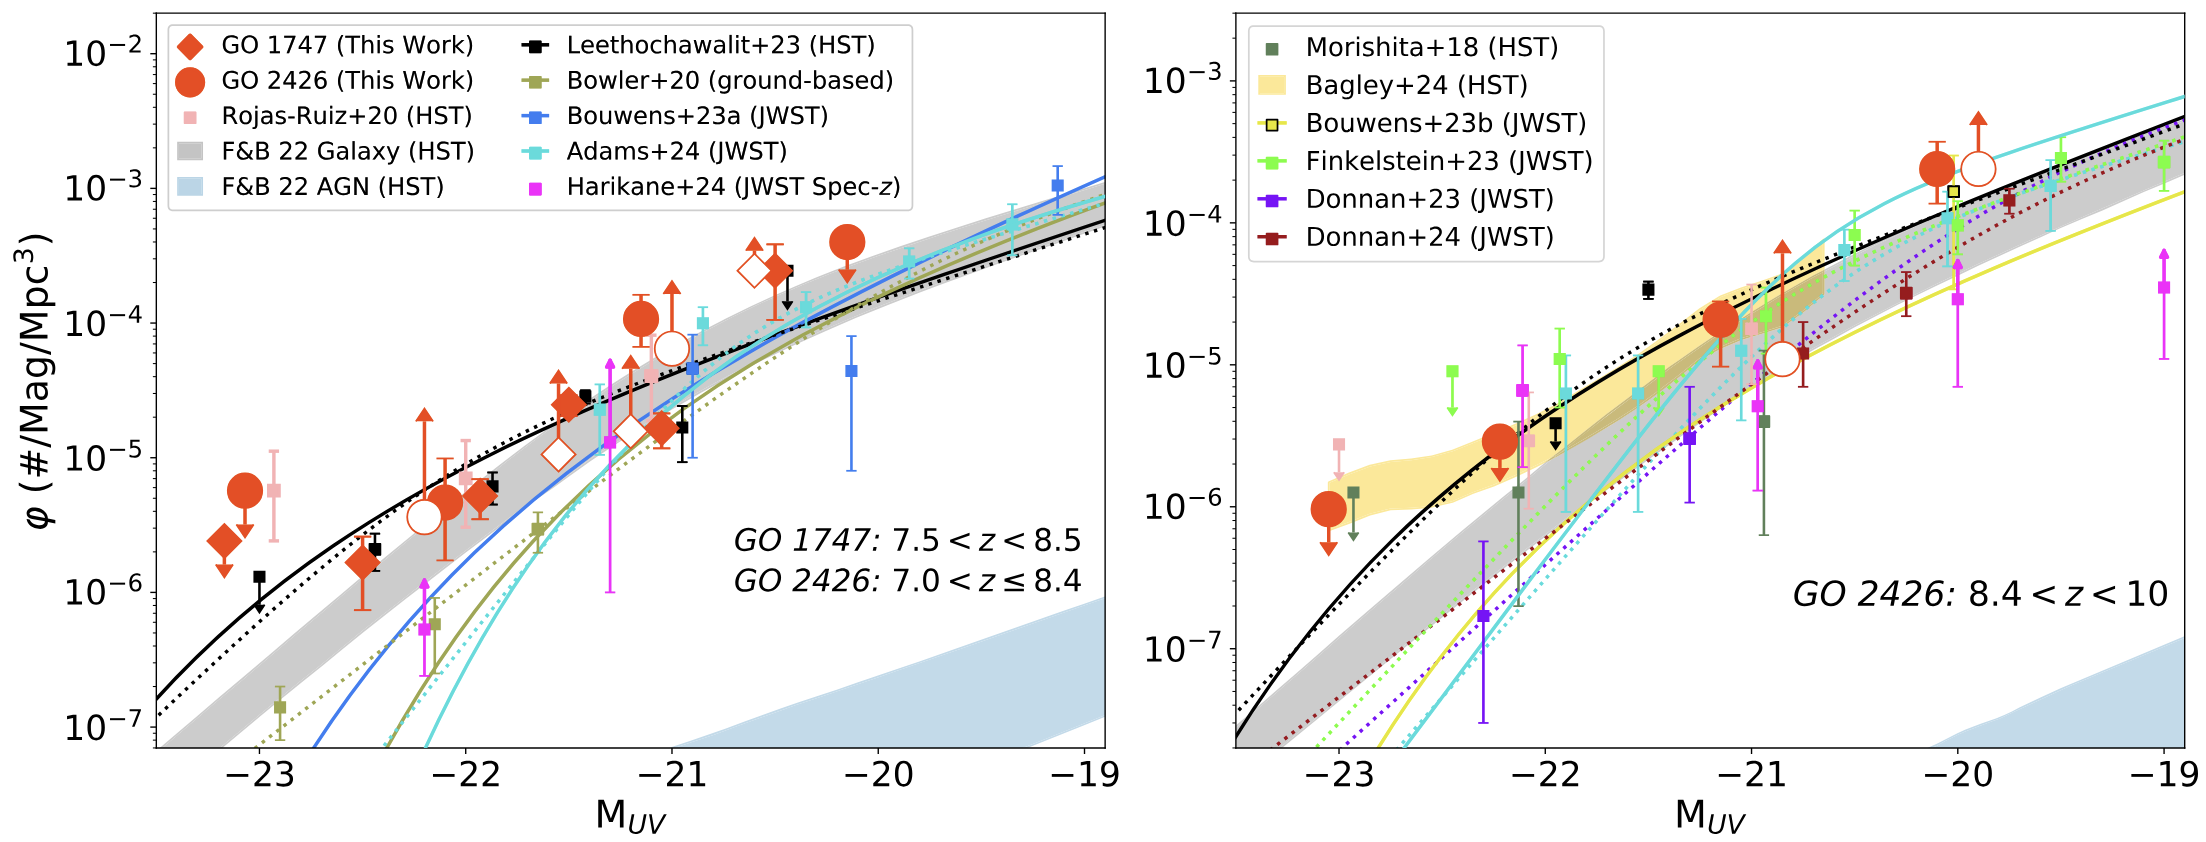 GO 1747 (This Work)
GO 2426 (This Work)
Rojas-Ruiz+20 (HST)
F&B 22 Galaxy (HST)
F&B 22 AGN (HST)
Leethochawalit+23 (HST)
Bowler+20 (ground-based)
Bouwens+23a (JWST)
Adams+24 (JWST)
Harikane+24 (JWST Spec-z)
10⁻²
10⁻³
10⁻⁴
10⁻⁵
10⁻⁶
10⁻⁷
φ (#/Mag/Mpc³)
GO 1747: 7.5 < z < 8.5
GO 2426: 7.0 < z ≤ 8.4
−23 −22 −21 −20 −19
M_UV
Morishita+18 (HST)
Bagley+24 (HST)
Bouwens+23b (JWST)
Finkelstein+23 (JWST)
Donnan+23 (JWST)
Donnan+24 (JWST)
10⁻³
10⁻⁴
10⁻⁵
10⁻⁶
10⁻⁷
GO 2426: 8.4 < z < 10
−23 −22 −21 −20 −19
M_UV